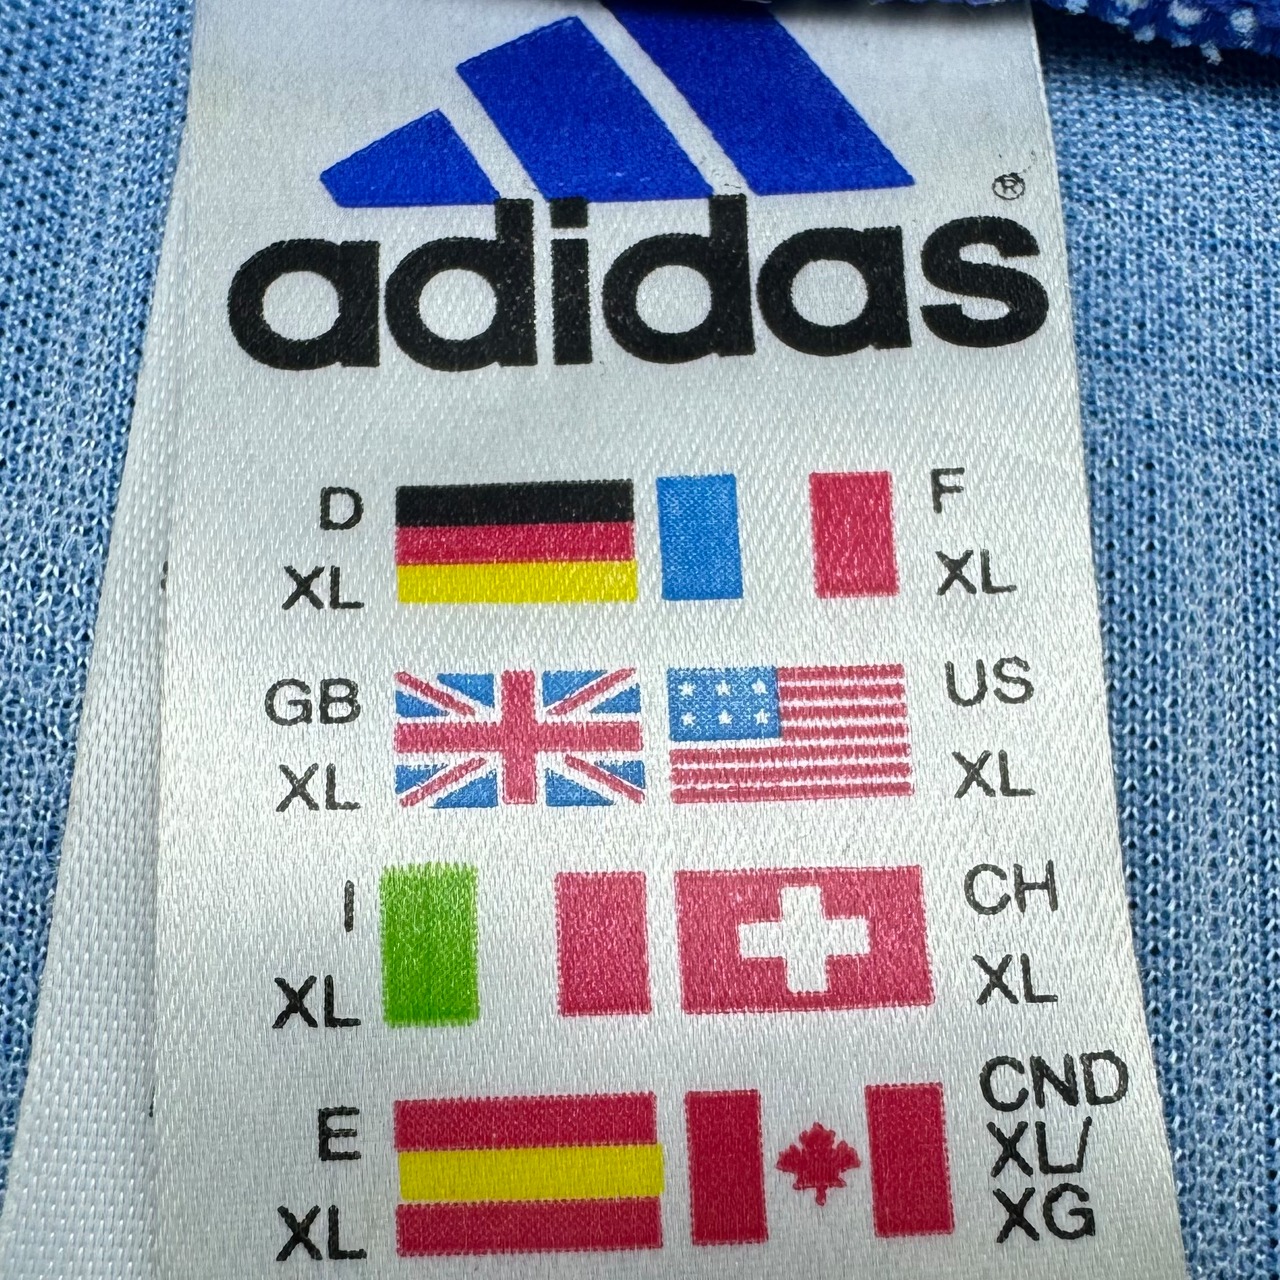 adidas®
D F
XL XL
GB US
XL XL
I CH
XL XL
E CND
XL XL/
XG